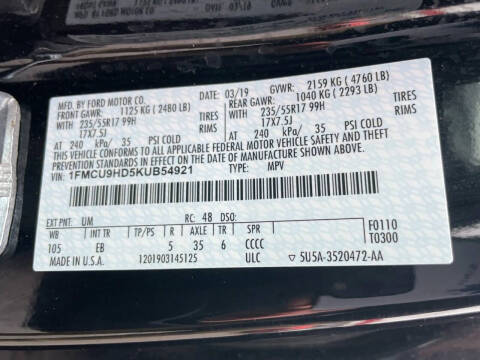 MFD. BY FORD MOTOR CO.
03/19 GVWR: 2159 KG ( 4760 LB)
FRONT GAWR: 1125 KG ( 2480 LB)
REAR GAWR: 1040 KG ( 2293 LB)
WITH 235/55R17 99H TIRES WITH 235/55R17 99H TIRES
17X7.5J RIMS 17X7.5J RIMS
AT 240 kPa/ 35 PSI COLD AT 240 kPa/ 35 PSI COLD
THIS VEHICLE CONFORMS TO ALL APPLICABLE FEDERAL MOTOR VEHICLE SAFETY, BUMPER, AND THEFT
PREVENTION STANDARDS IN EFFECT ON THE DATE OF MANUFACTURE SHOWN ABOVE.
VIN: 1FMCU9HD5KUB54921 TYPE: MPV
EXT PNT: UM RC: 48 DSO: F0110
WB INT TR R AX TR SPR T0300
105 EB 5 35 6 CCCC
MADE IN U.S.A. 1201903145125 ULC 5U5A-3520472-AA